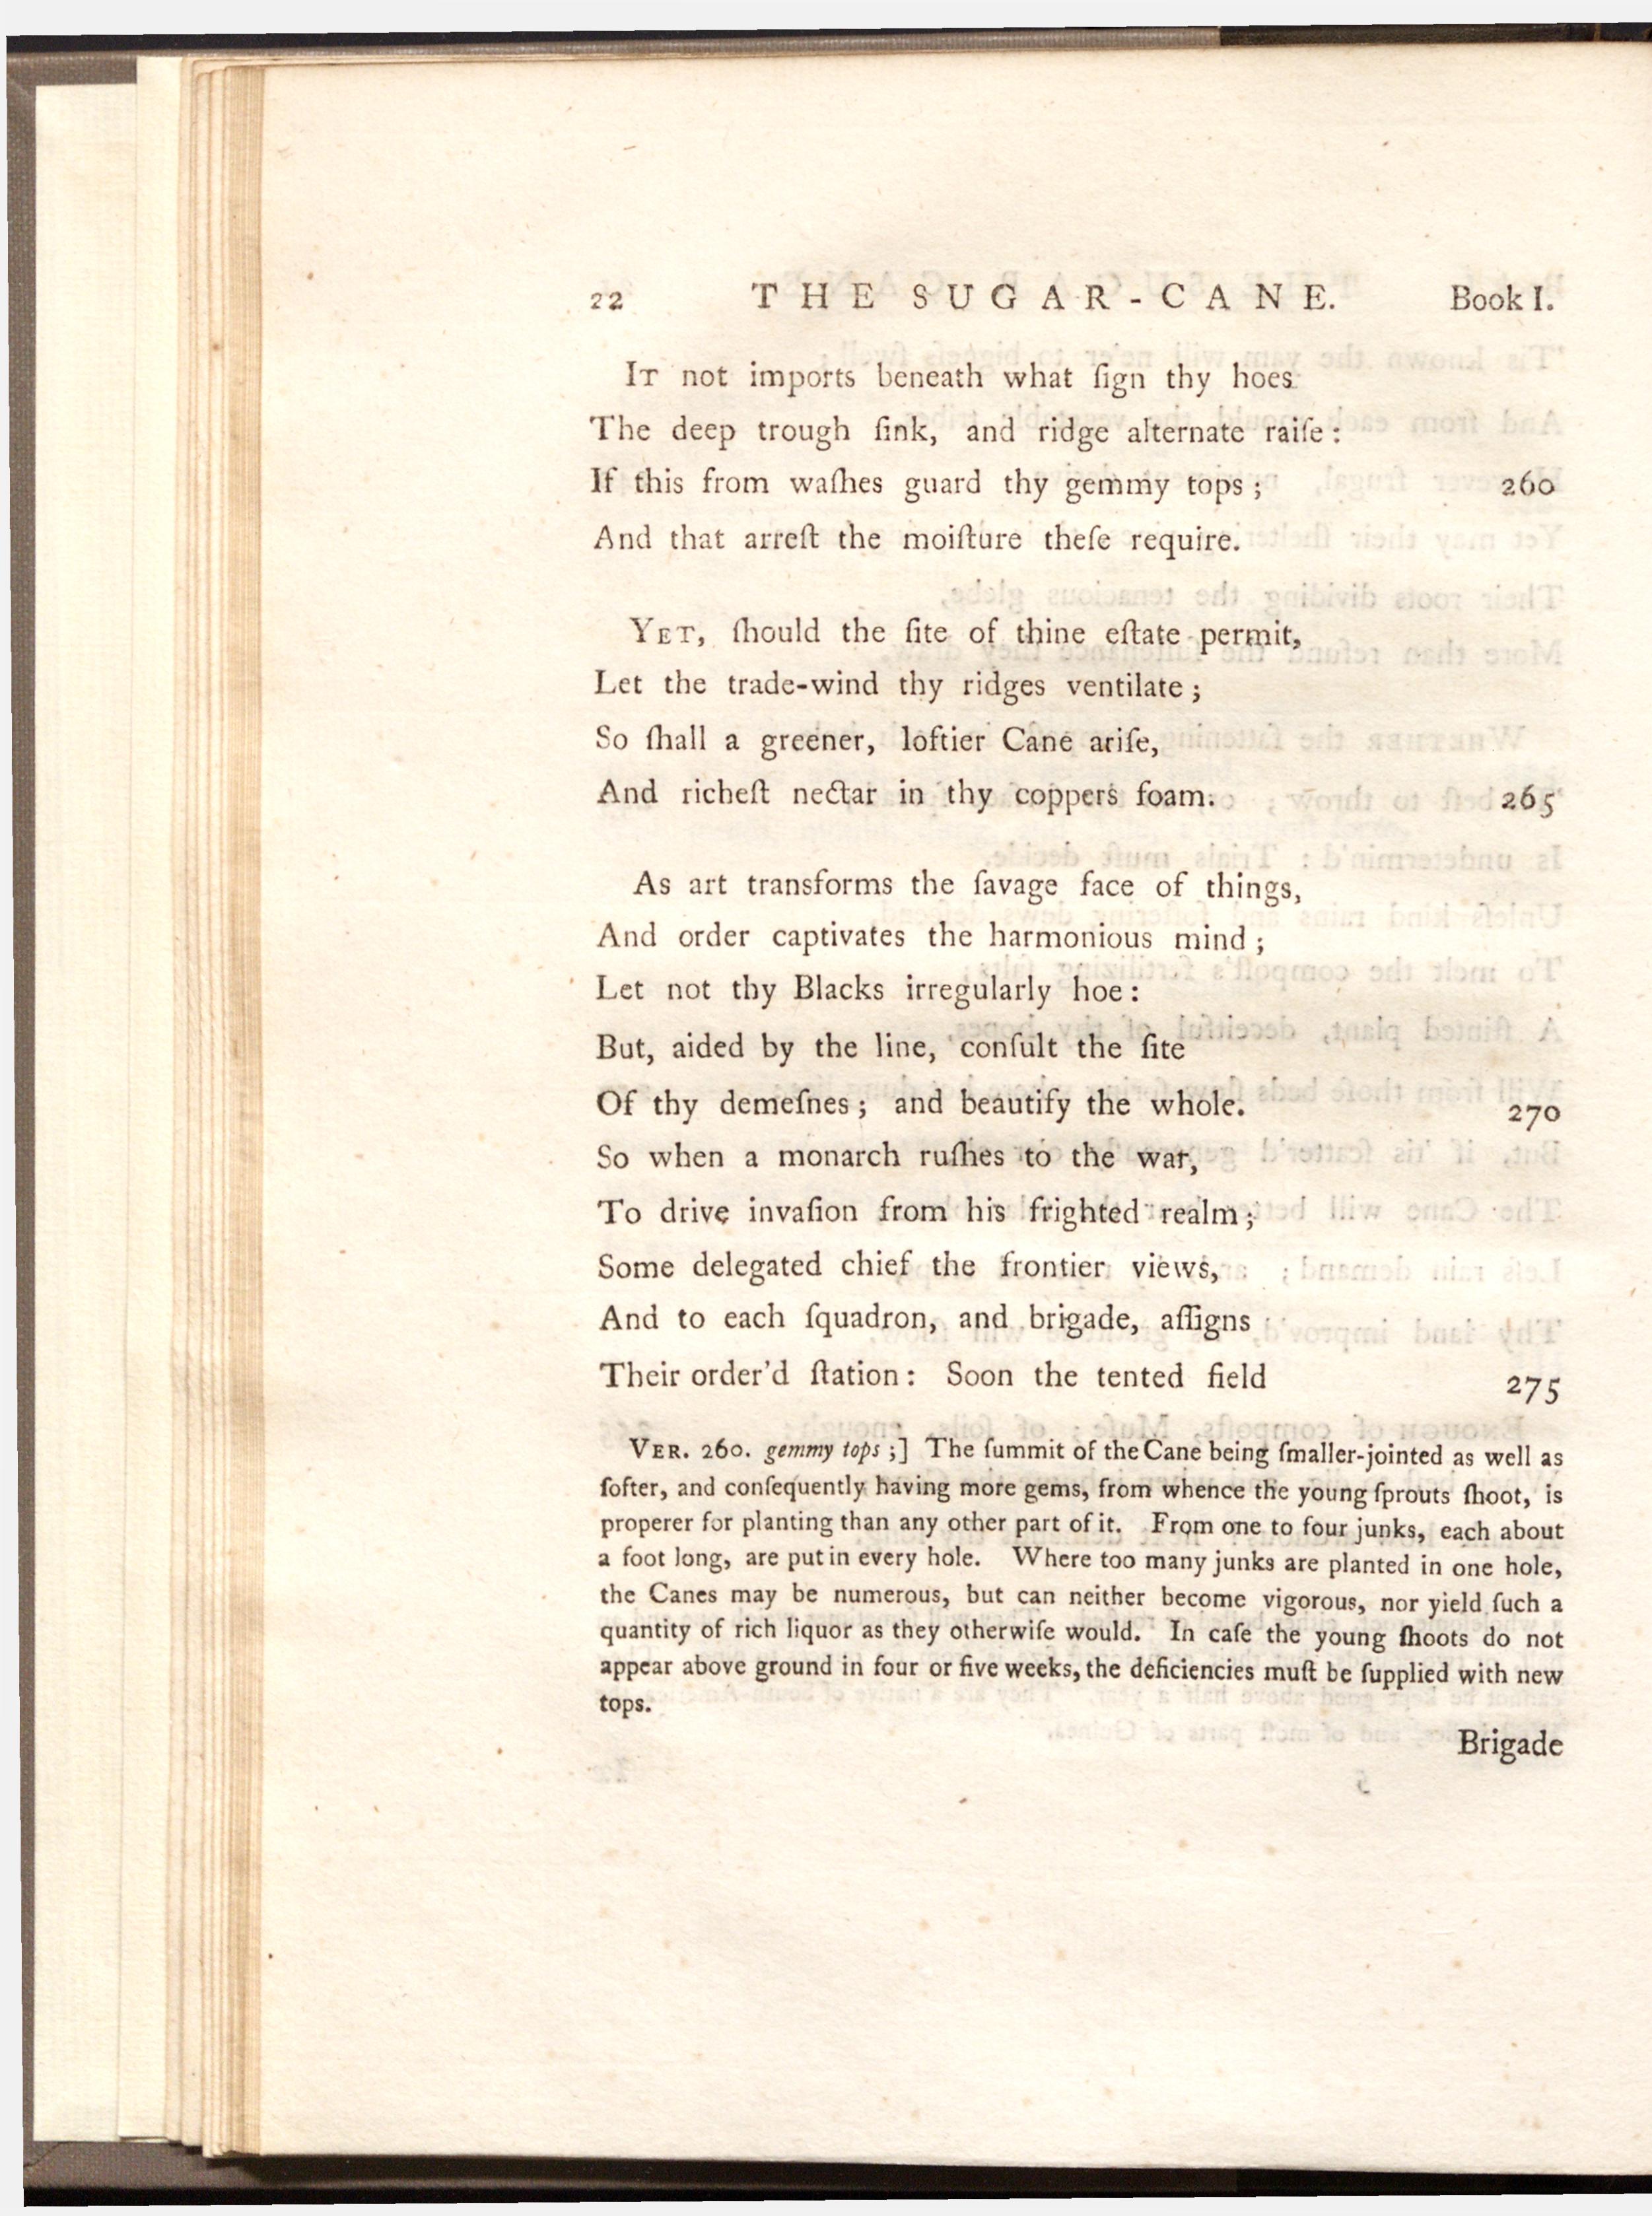 22 THE SUGAR-CANE. Book I.
IT not imports beneath what ſign thy hoes
The deep trough ſink, and ridge alternate raiſe:
If this from waſhes guard thy gemmy tops; 260
And that arreſt the moiſture theſe require.
YET, ſhould the ſite of thine eſtate permit,
Let the trade-wind thy ridges ventilate;
So ſhall a greener, loftier Cane ariſe,
And richeſt nectar in thy coppers foam. 265
As art transforms the ſavage face of things,
And order captivates the harmonious mind;
Let not thy Blacks irregularly hoe:
But, aided by the line, conſult the ſite
Of thy demeſnes; and beautify the whole. 270
So when a monarch ruſhes to the war,
To drive invaſion from his frighted realm;
Some delegated chief the frontier views,
And to each ſquadron, and brigade, aſſigns
Their order'd ſtation: Soon the tented field 275
VER. 260. gemmy tops;] The ſummit of the Cane being ſmaller-jointed as well as
ſofter, and conſequently having more gems, from whence the young ſprouts ſhoot, is
properer for planting than any other part of it. From one to four junks, each about
a foot long, are put in every hole. Where too many junks are planted in one hole,
the Canes may be numerous, but can neither become vigorous, nor yield ſuch a
quantity of rich liquor as they otherwiſe would. In caſe the young ſhoots do not
appear above ground in four or five weeks, the deficiencies muſt be ſupplied with new
tops.
Brigade